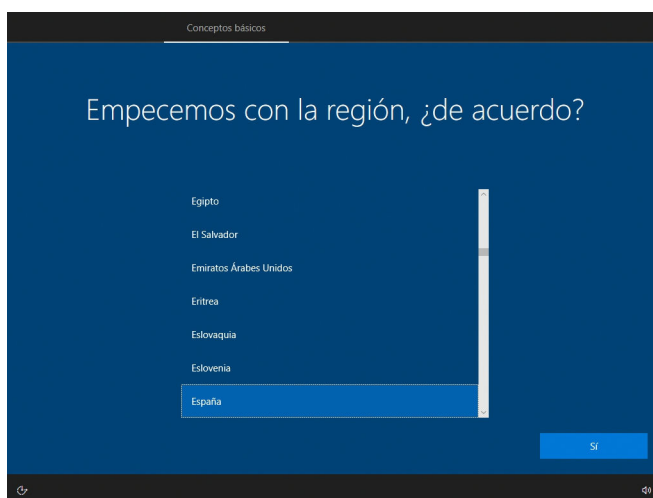 Conceptos básicos
Empecemos con la región, ¿de acuerdo?
Egipto
El Salvador
Emiratos Árabes Unidos
Eritrea
Eslovaquia
Eslovenia
España
Sí